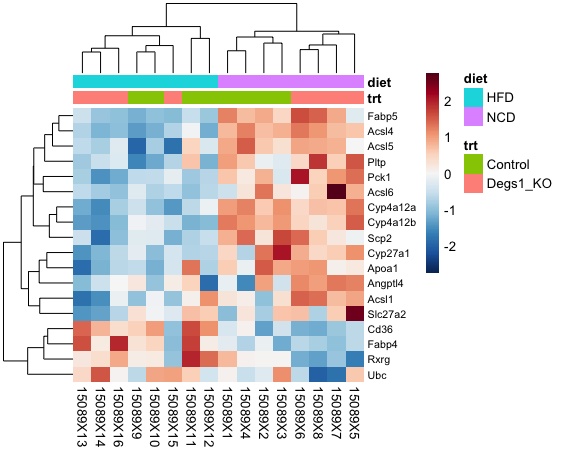 diet
trt
Fabp5
Acsl4
Acsl5
Pltp
Pck1
Acsl6
Cyp4a12a
Cyp4a12b
Scp2
Cyp27a1
Apoa1
Angptl4
Acsl1
Slc27a2
Cd36
Fabp4
Rxrg
Ubc
15089X13
15089X14
15089X16
15089X9
15089X10
15089X15
15089X11
15089X12
15089X1
15089X4
15089X2
15089X3
15089X6
15089X8
15089X7
15089X5
2
1
0
-1
-2
diet
HFD
NCD
trt
Control
Degs1_KO